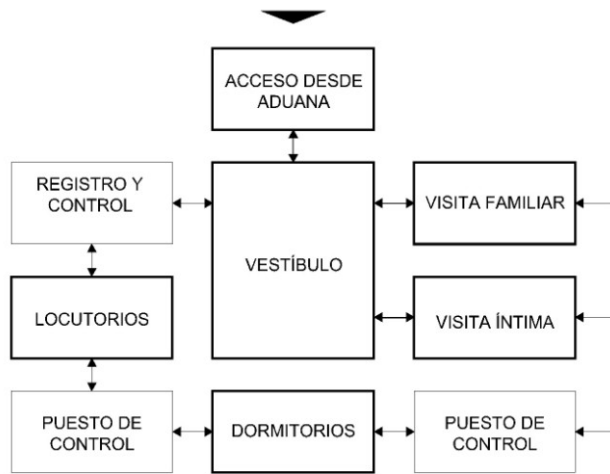 ACCESO DESDE
ADUANA
REGISTRO Y
CONTROL
VESTÍBULO
VISITA FAMILIAR
LOCUTORIOS
VISITA ÍNTIMA
PUESTO DE
CONTROL
DORMITORIOS
PUESTO DE
CONTROL